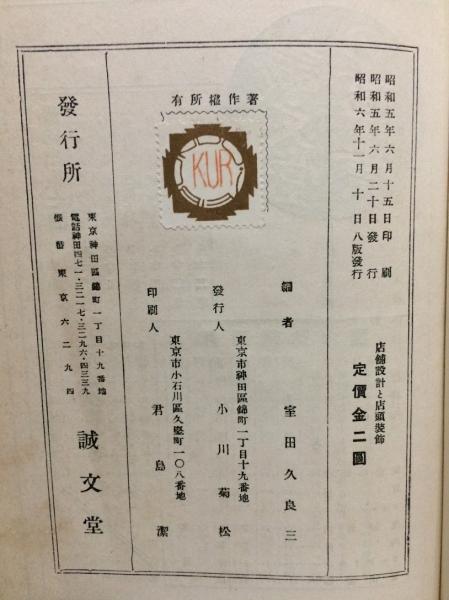 昭和五年六月十五日印刷
昭和五年六月二十日發行
昭和六年十一月十日八版發行
店舗設計と店頭装飾
定價金二圓
有所權作著
KUR
編者 室田久良三
東京市神田區錦町一丁目十九番地
發行人 小川菊松
東京市小石川區久堅町一〇八番地
印刷人 君島潔
發行所
東京神田區錦町一丁目十九番地
電話神田四七一・三二一七・三二九六・四三三九
振替東京六二九四
誠文堂